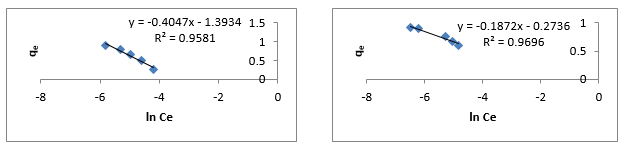 y = -0.4047x - 1.3934
R² = 0.9581
1.5
1
0.5
0
qe
-8 -6 -4 -2 0
ln Ce
y = -0.1872x - 0.2736
R² = 0.9696
1
0.5
0
qe
-8 -6 -4 -2 0
ln Ce